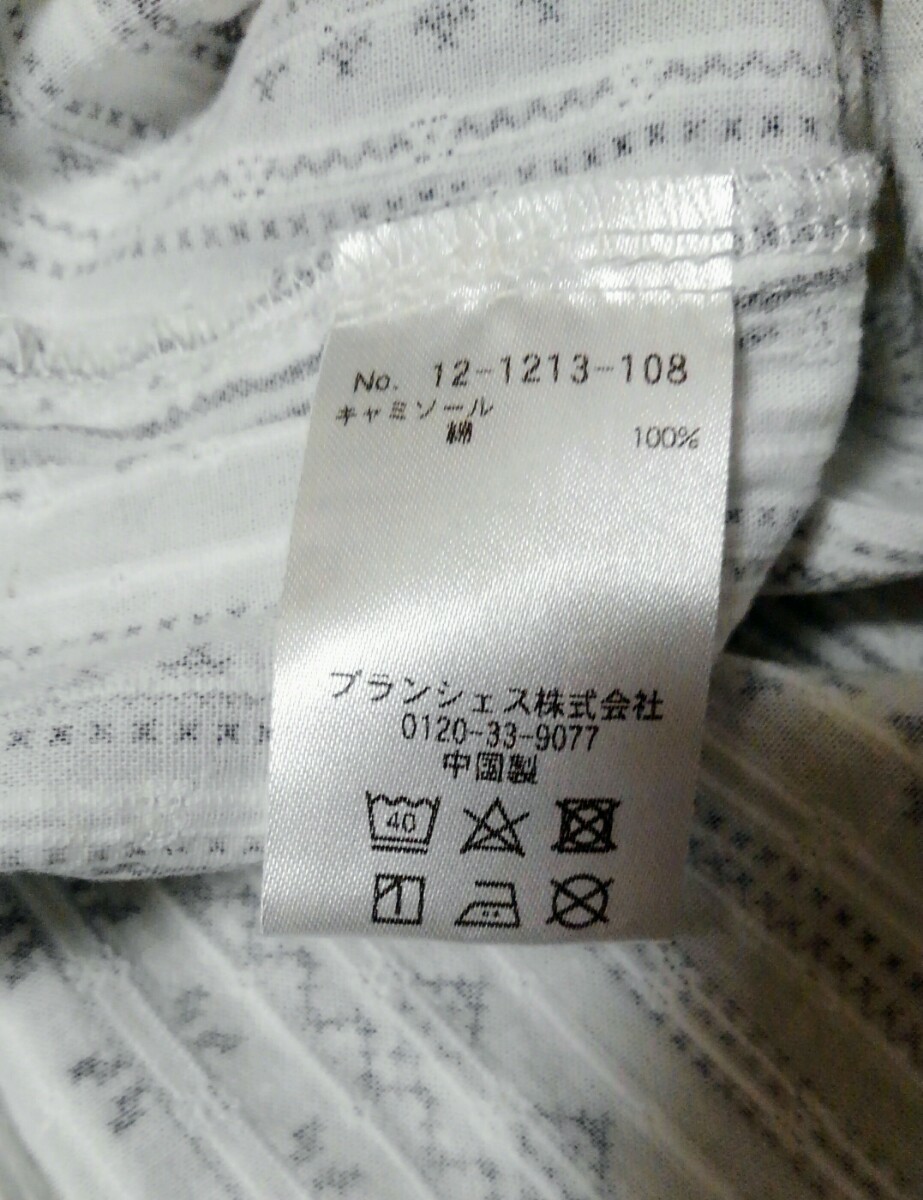 No. 12-1213-108
キャミソール
綿 100%
ブランシェス株式会社
0120-33-9077
中国製
40